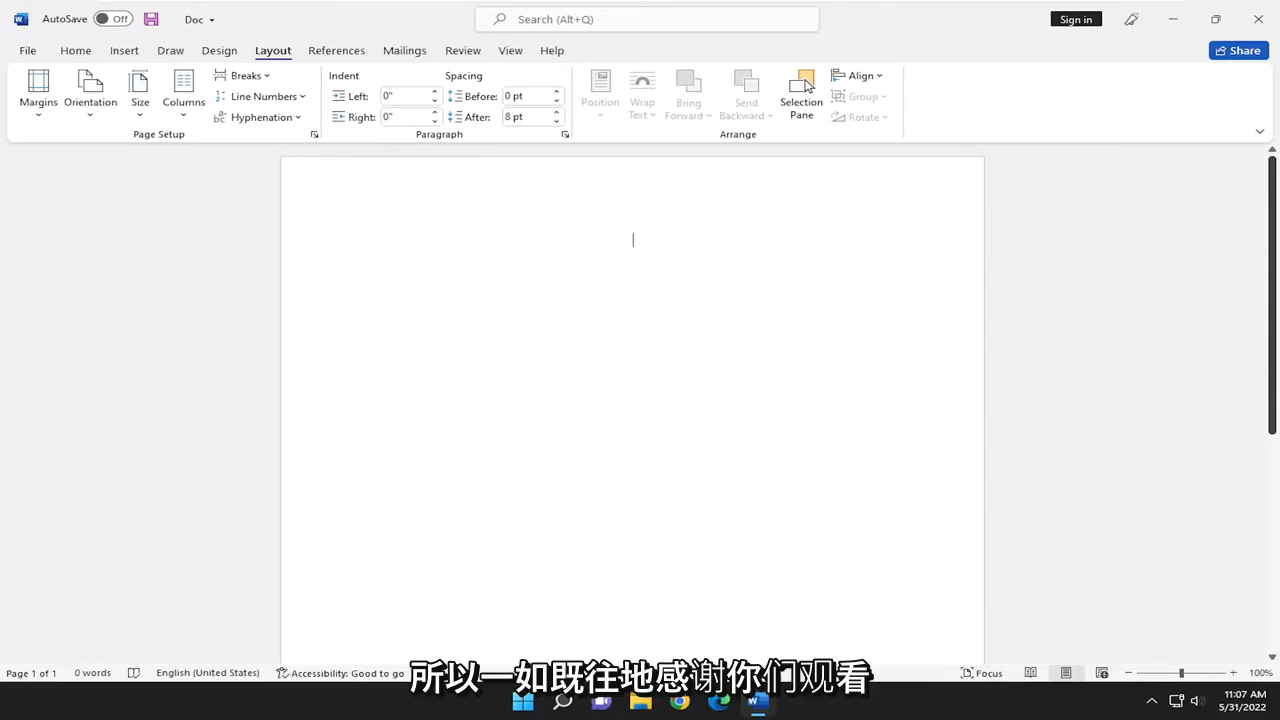 AutoSave Off Doc Search (Alt+Q) Sign in
File Home Insert Draw Design Layout References Mailings Review View Help Share
Margins Orientation Size Columns Breaks Line Numbers Hyphenation
Page Setup
Indent Spacing
Left: 0" Before: 0 pt
Right: 0" After: 8 pt
Paragraph
Position Wrap Text Bring Forward Send Backward Selection Pane Align Group Rotate
Arrange
所以一如既往地感谢你们观看
Page 1 of 1 0 words English (United States) Accessibility: Good to go Focus 100%
11:07 AM
5/31/2022